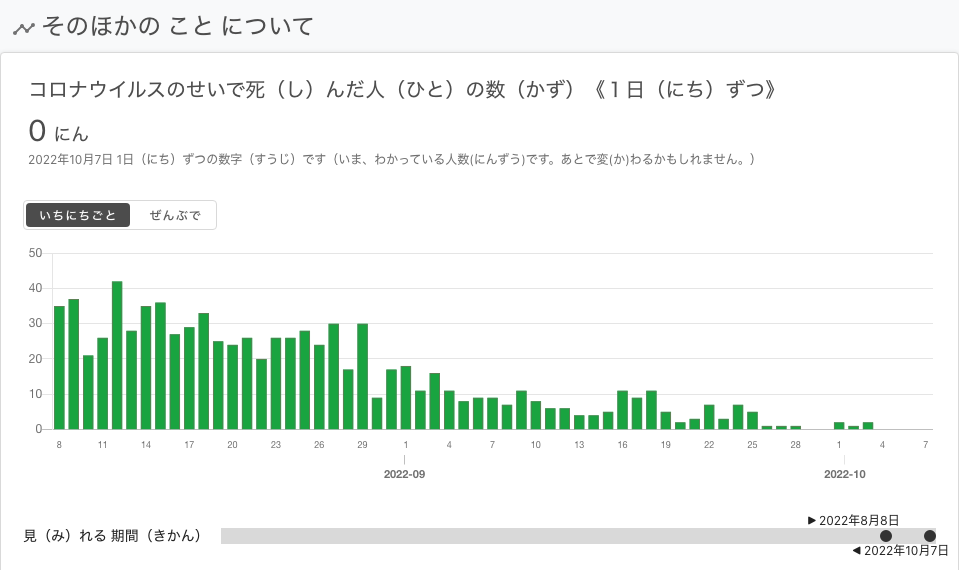 そのほかの こと について
コロナウイルスのせいで死（し）んだ人（ひと）の数（かず）《１日（にち）ずつ》
0 にん
2022年10月7日 1日（にち）ずつの数字（すうじ）です（いま、わかっている人数(にんずう)です。あとで変(か)わるかもしれません。）
いちにちごと ぜんぶで
50
40
30
20
10
0
8 11 14 17 20 23 26 29 1 4 7 10 13 16 19 22 25 28 1 4 7
2022-09 2022-10
▶ 2022年8月8日
見（み）れる 期間（きかん）
◀ 2022年10月7日